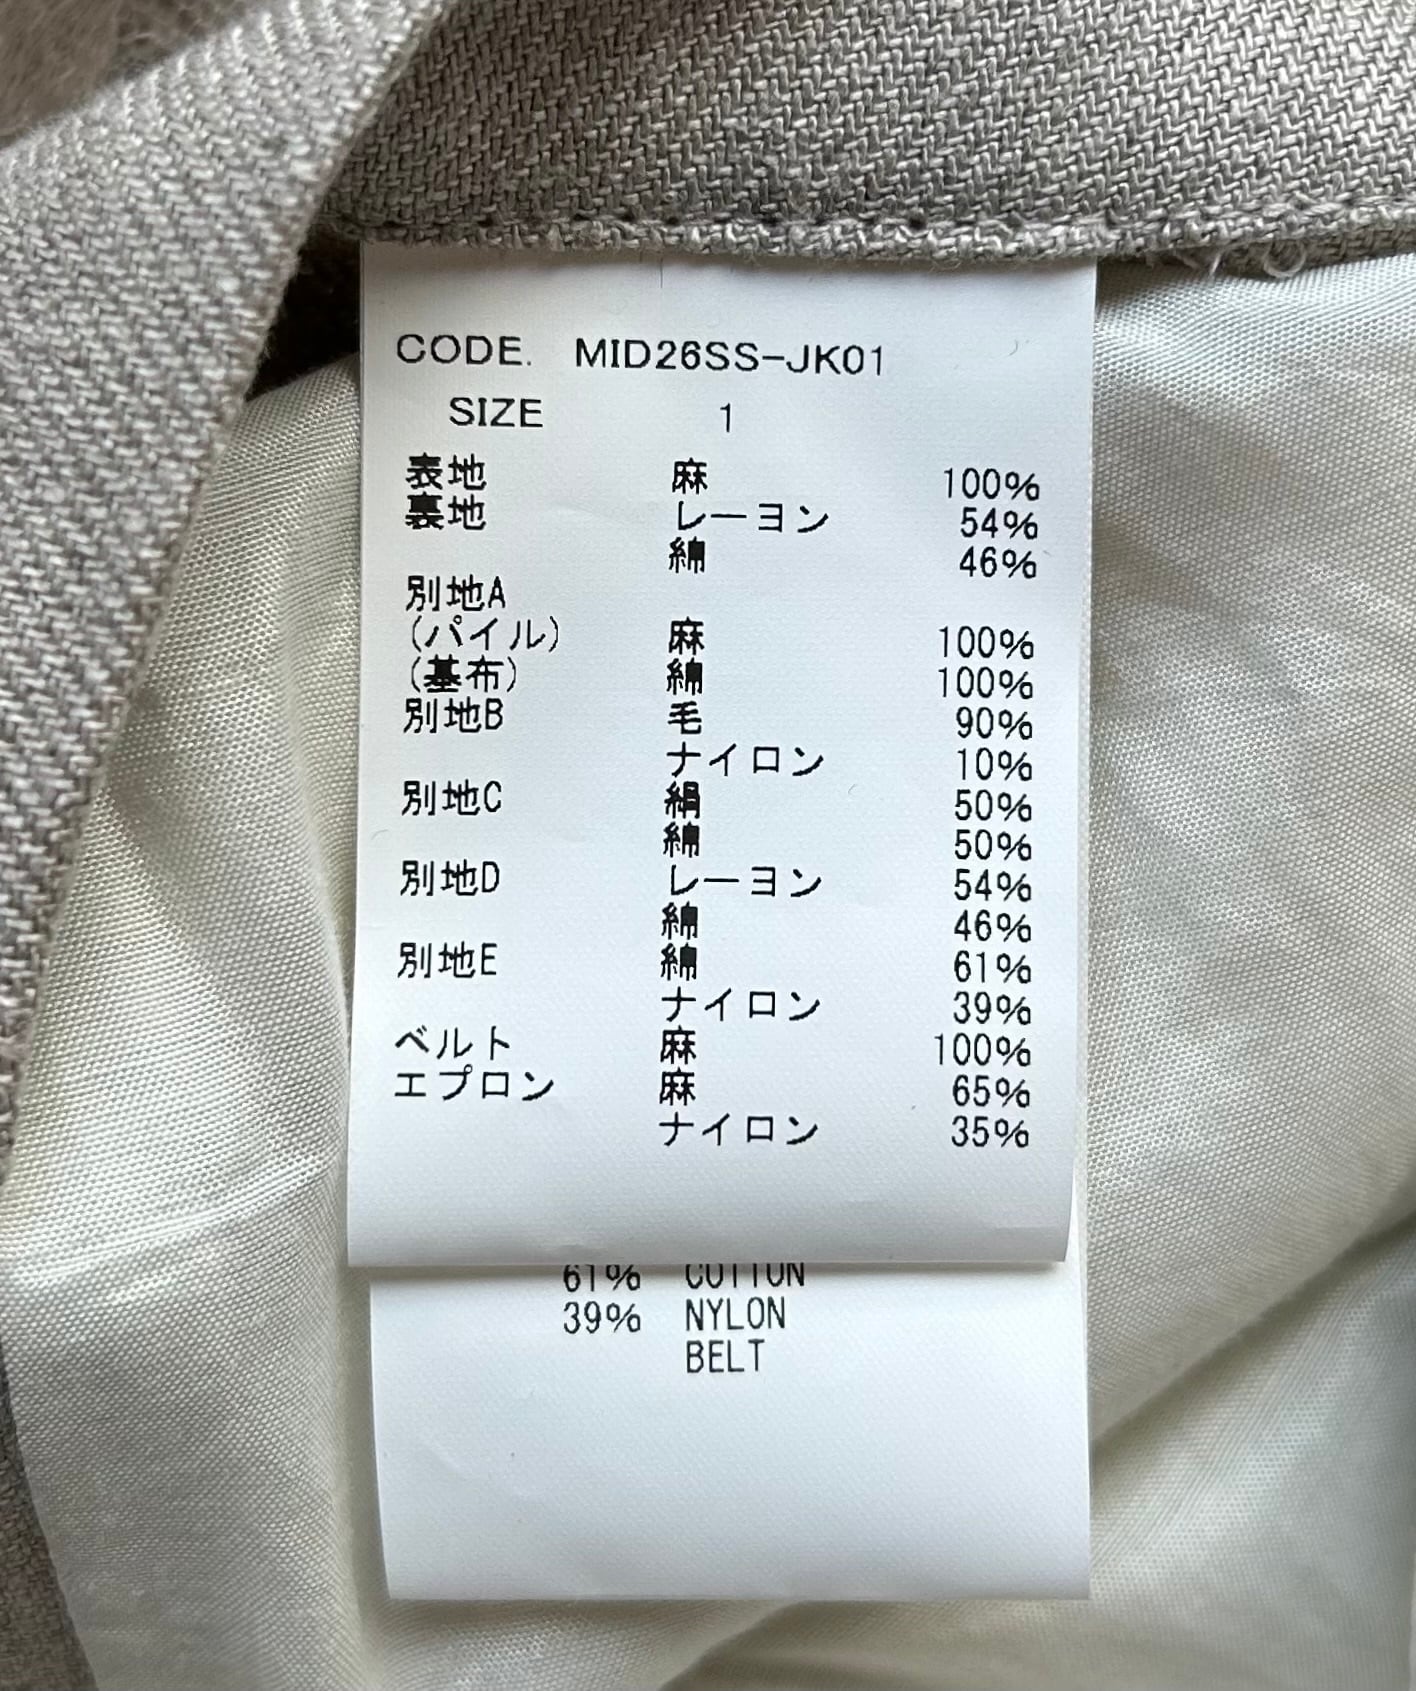 CODE. MID26SS-JK01
SIZE 1
表地 麻 100%
裏地 レーヨン 54%
綿 46%
別地A
(パイル) 麻 100%
(基布) 綿 100%
別地B 毛 90%
ナイロン 10%
別地C 絹 50%
綿 50%
別地D レーヨン 54%
綿 46%
別地E 綿 61%
ナイロン 39%
ベルト 麻 100%
エプロン 麻 65%
ナイロン 35%
61% COTTON
39% NYLON
BELT